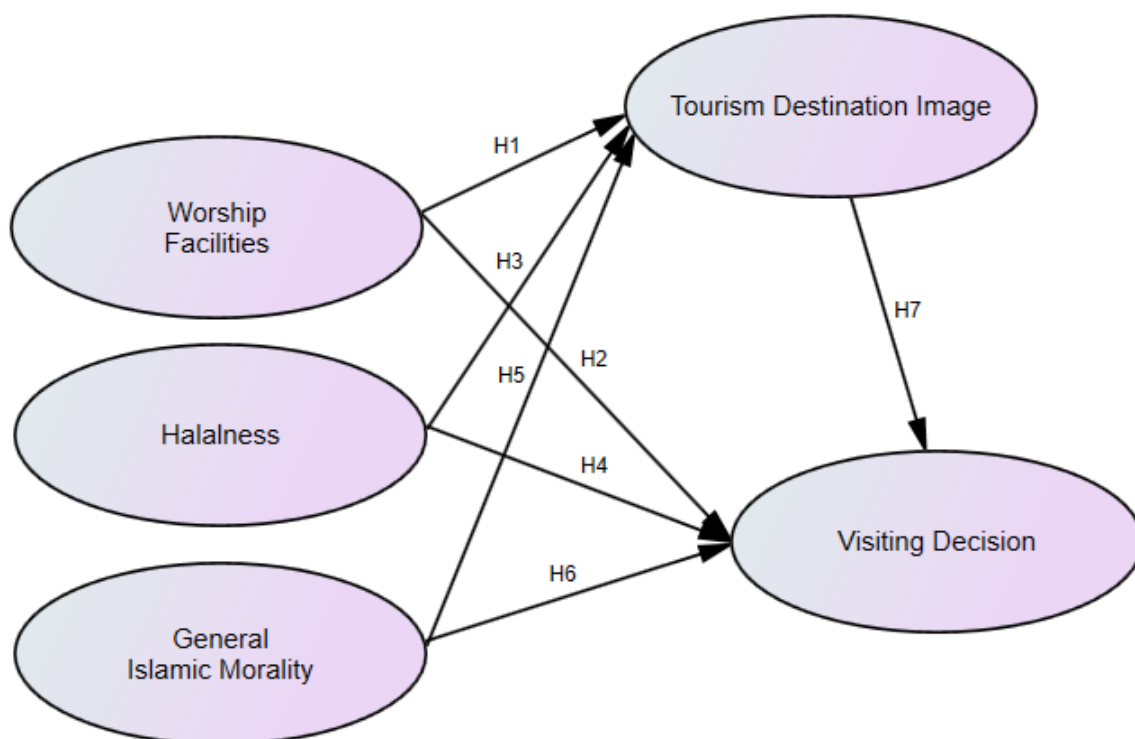 Tourism Destination Image
H1
Worship
Facilities
H3
H7
H2
H5
Halalness
H4
Visiting Decision
H6
General
Islamic Morality